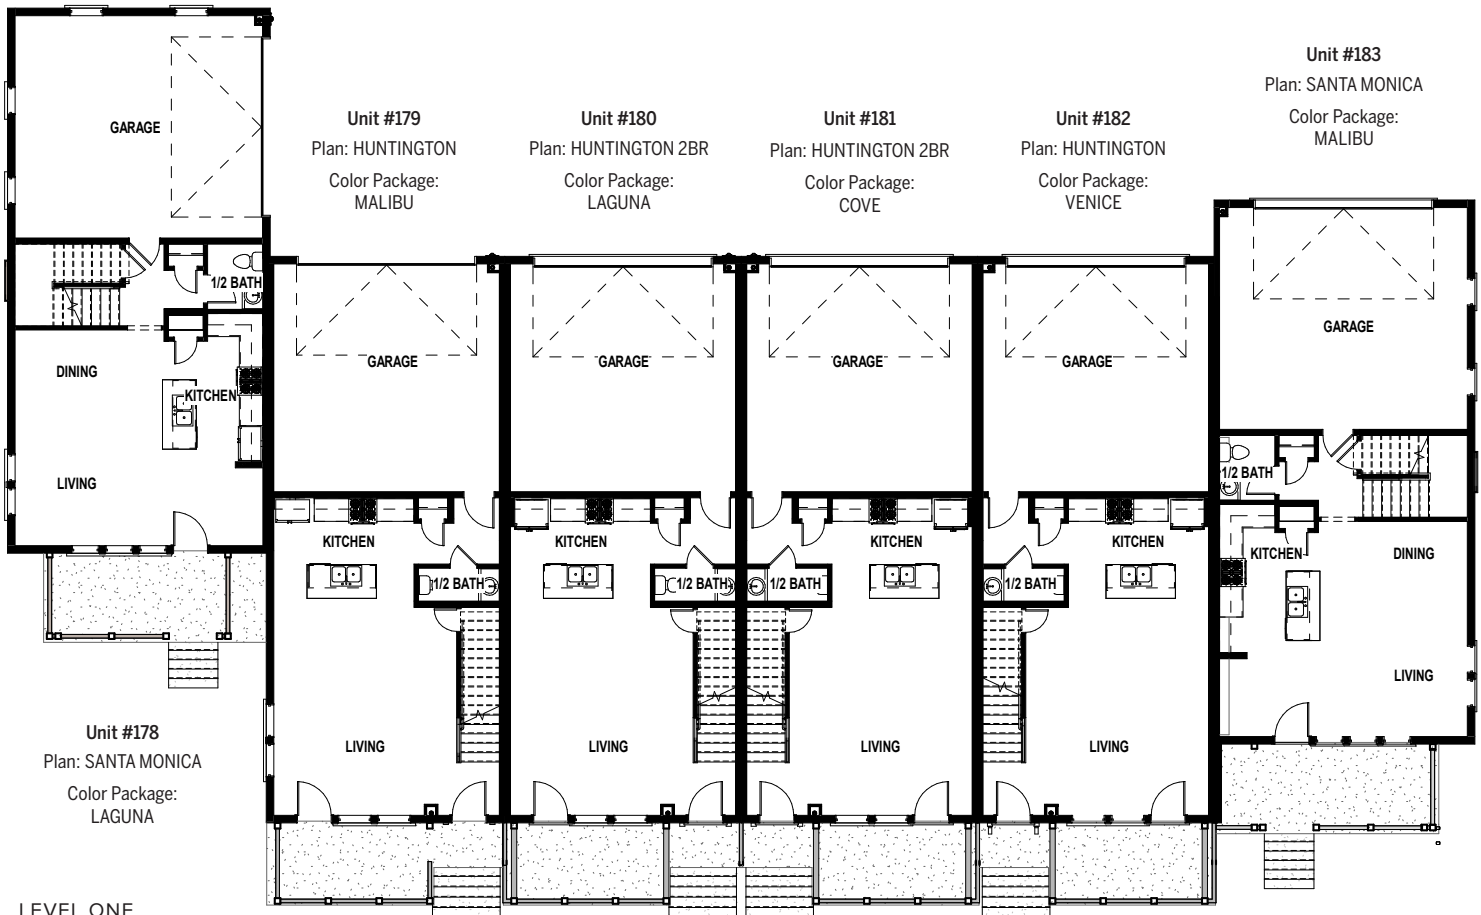 Unit #183
Plan: SANTA MONICA
Color Package:
MALIBU
Unit #179
Plan: HUNTINGTON
Color Package:
MALIBU
Unit #180
Plan: HUNTINGTON 2BR
Color Package:
LAGUNA
Unit #181
Plan: HUNTINGTON 2BR
Color Package:
COVE
Unit #182
Plan: HUNTINGTON
Color Package:
VENICE
GARAGE
1/2 BATH
DINING
KITCHEN
LIVING
GARAGE
KITCHEN
1/2 BATH
LIVING
GARAGE
KITCHEN
1/2 BATH
LIVING
GARAGE
KITCHEN
1/2 BATH
LIVING
GARAGE
KITCHEN
1/2 BATH
LIVING
GARAGE
1/2 BATH
KITCHEN
DINING
LIVING
Unit #178
Plan: SANTA MONICA
Color Package:
LAGUNA
LEVEL ONE